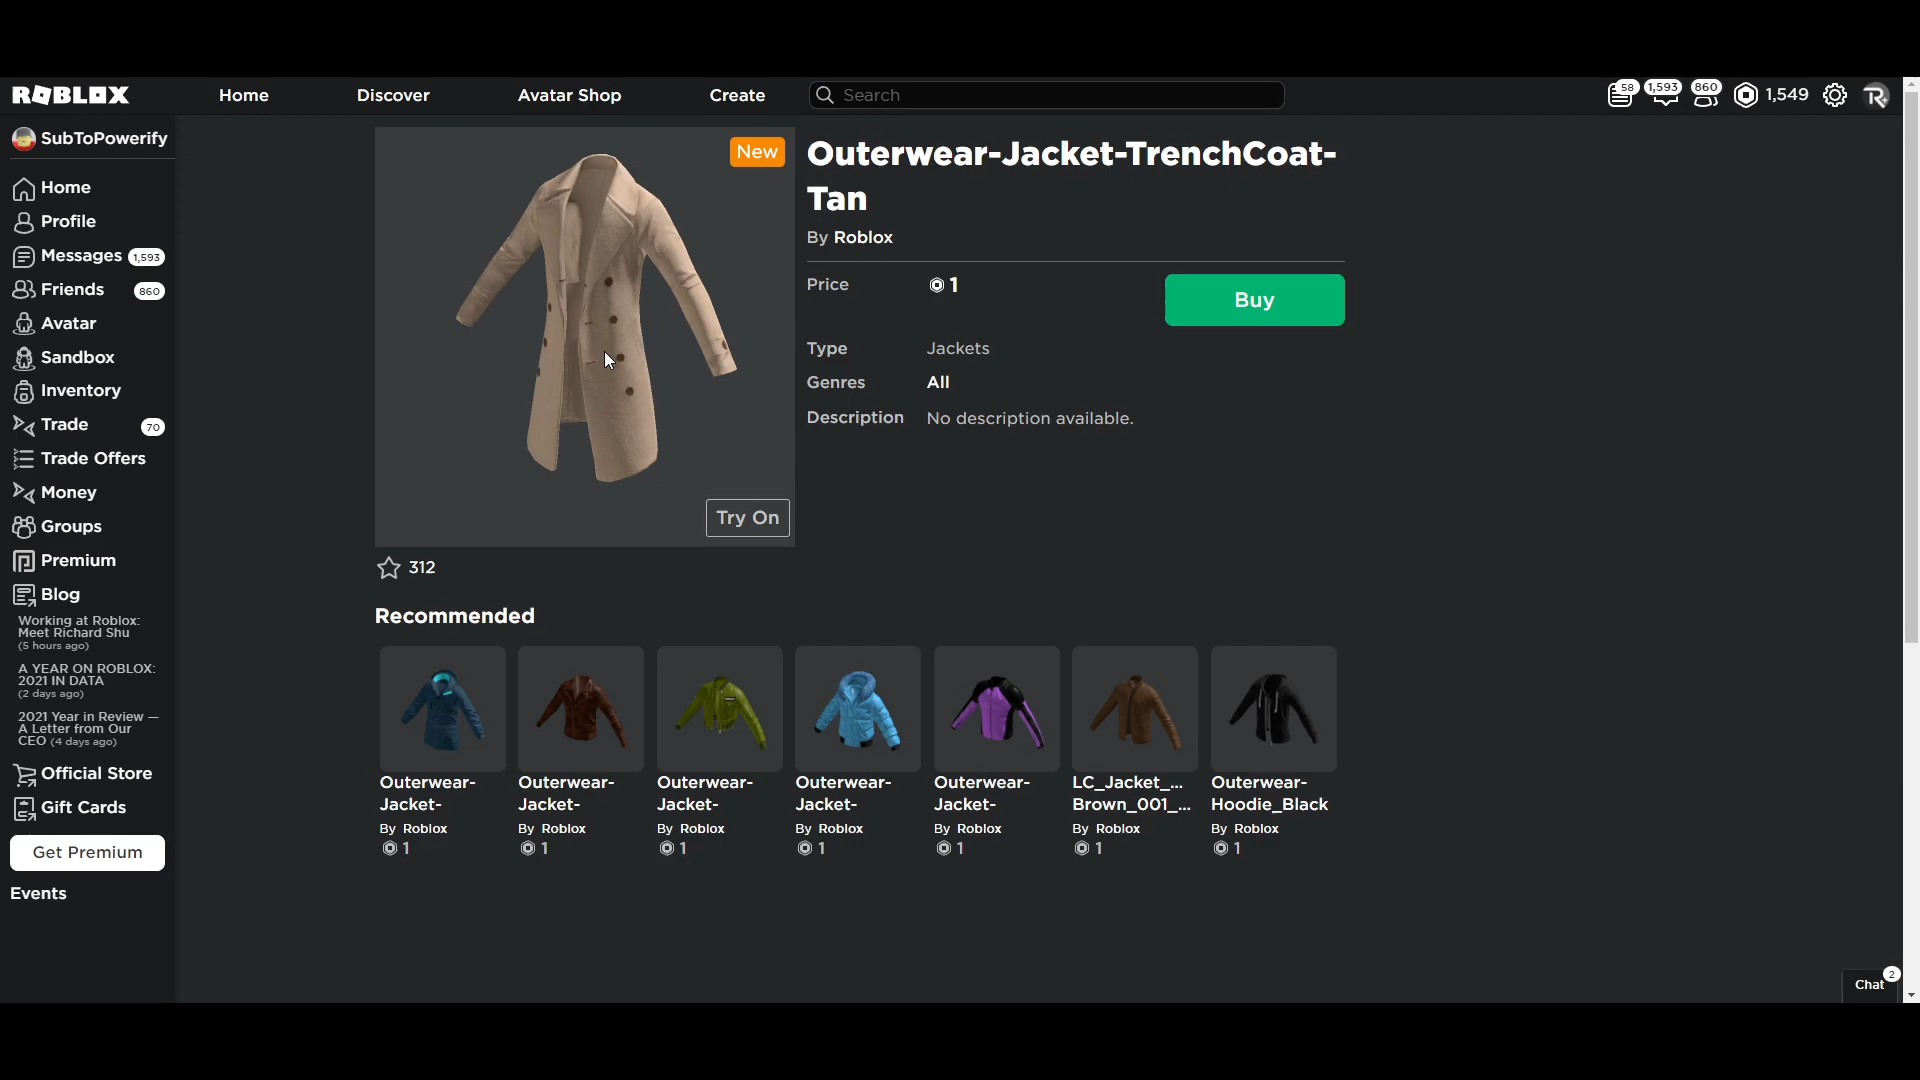 ROBLOX
Home
Discover
Avatar Shop
Create
Search
58
1,593
860
1,549
SubToPowerify
Home
Profile
Messages 1,593
Friends 860
Avatar
Sandbox
Inventory
Trade 70
Trade Offers
Money
Groups
Premium
Blog
Working at Roblox:
Meet Richard Shu
(5 hours ago)
A YEAR ON ROBLOX:
2021 IN DATA
(2 days ago)
2021 Year in Review —
A Letter from Our
CEO (4 days ago)
Official Store
Gift Cards
Get Premium
Events
New
Try On
312
Outerwear-Jacket-TrenchCoat-
Tan
By Roblox
Price 1
Buy
Type Jackets
Genres All
Description No description available.
Recommended
Outerwear-
Jacket-
By Roblox
1
Outerwear-
Jacket-
By Roblox
1
Outerwear-
Jacket-
By Roblox
1
Outerwear-
Jacket-
By Roblox
1
Outerwear-
Jacket-
By Roblox
1
LC_Jacket_...
Brown_001_...
By Roblox
1
Outerwear-
Hoodie_Black
By Roblox
1
Chat
2